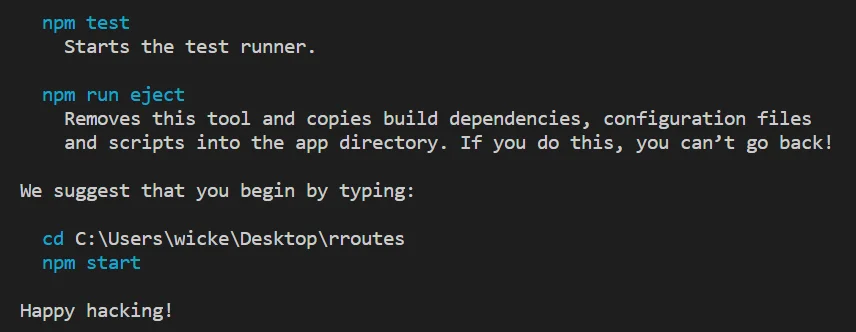 npm test
Starts the test runner.
npm run eject
Removes this tool and copies build dependencies, configuration files
and scripts into the app directory. If you do this, you can’t go back!
We suggest that you begin by typing:
cd C:\Users\wicke\Desktop\rroutes
npm start
Happy hacking!